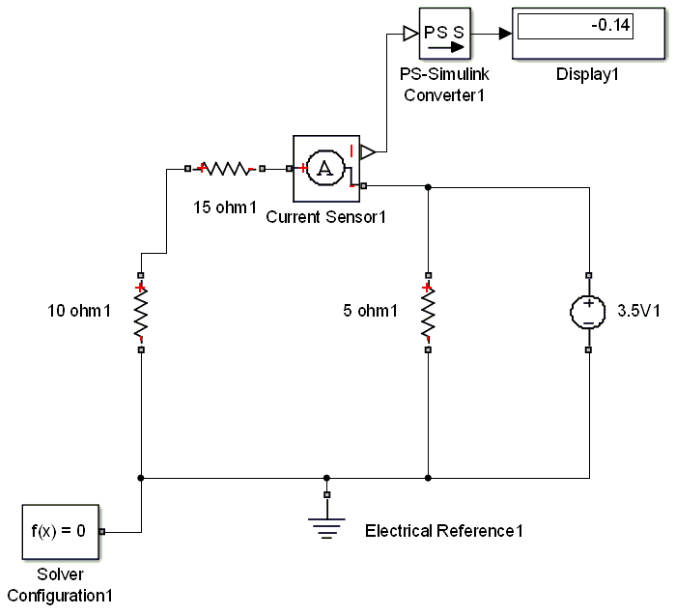 -0.14
PS S
PS-Simulink
Converter1
Display1
I
A
15 ohm1
Current Sensor1
10 ohm1
5 ohm1
3.5V1
f(x) = 0
Electrical Reference1
Solver
Configuration1